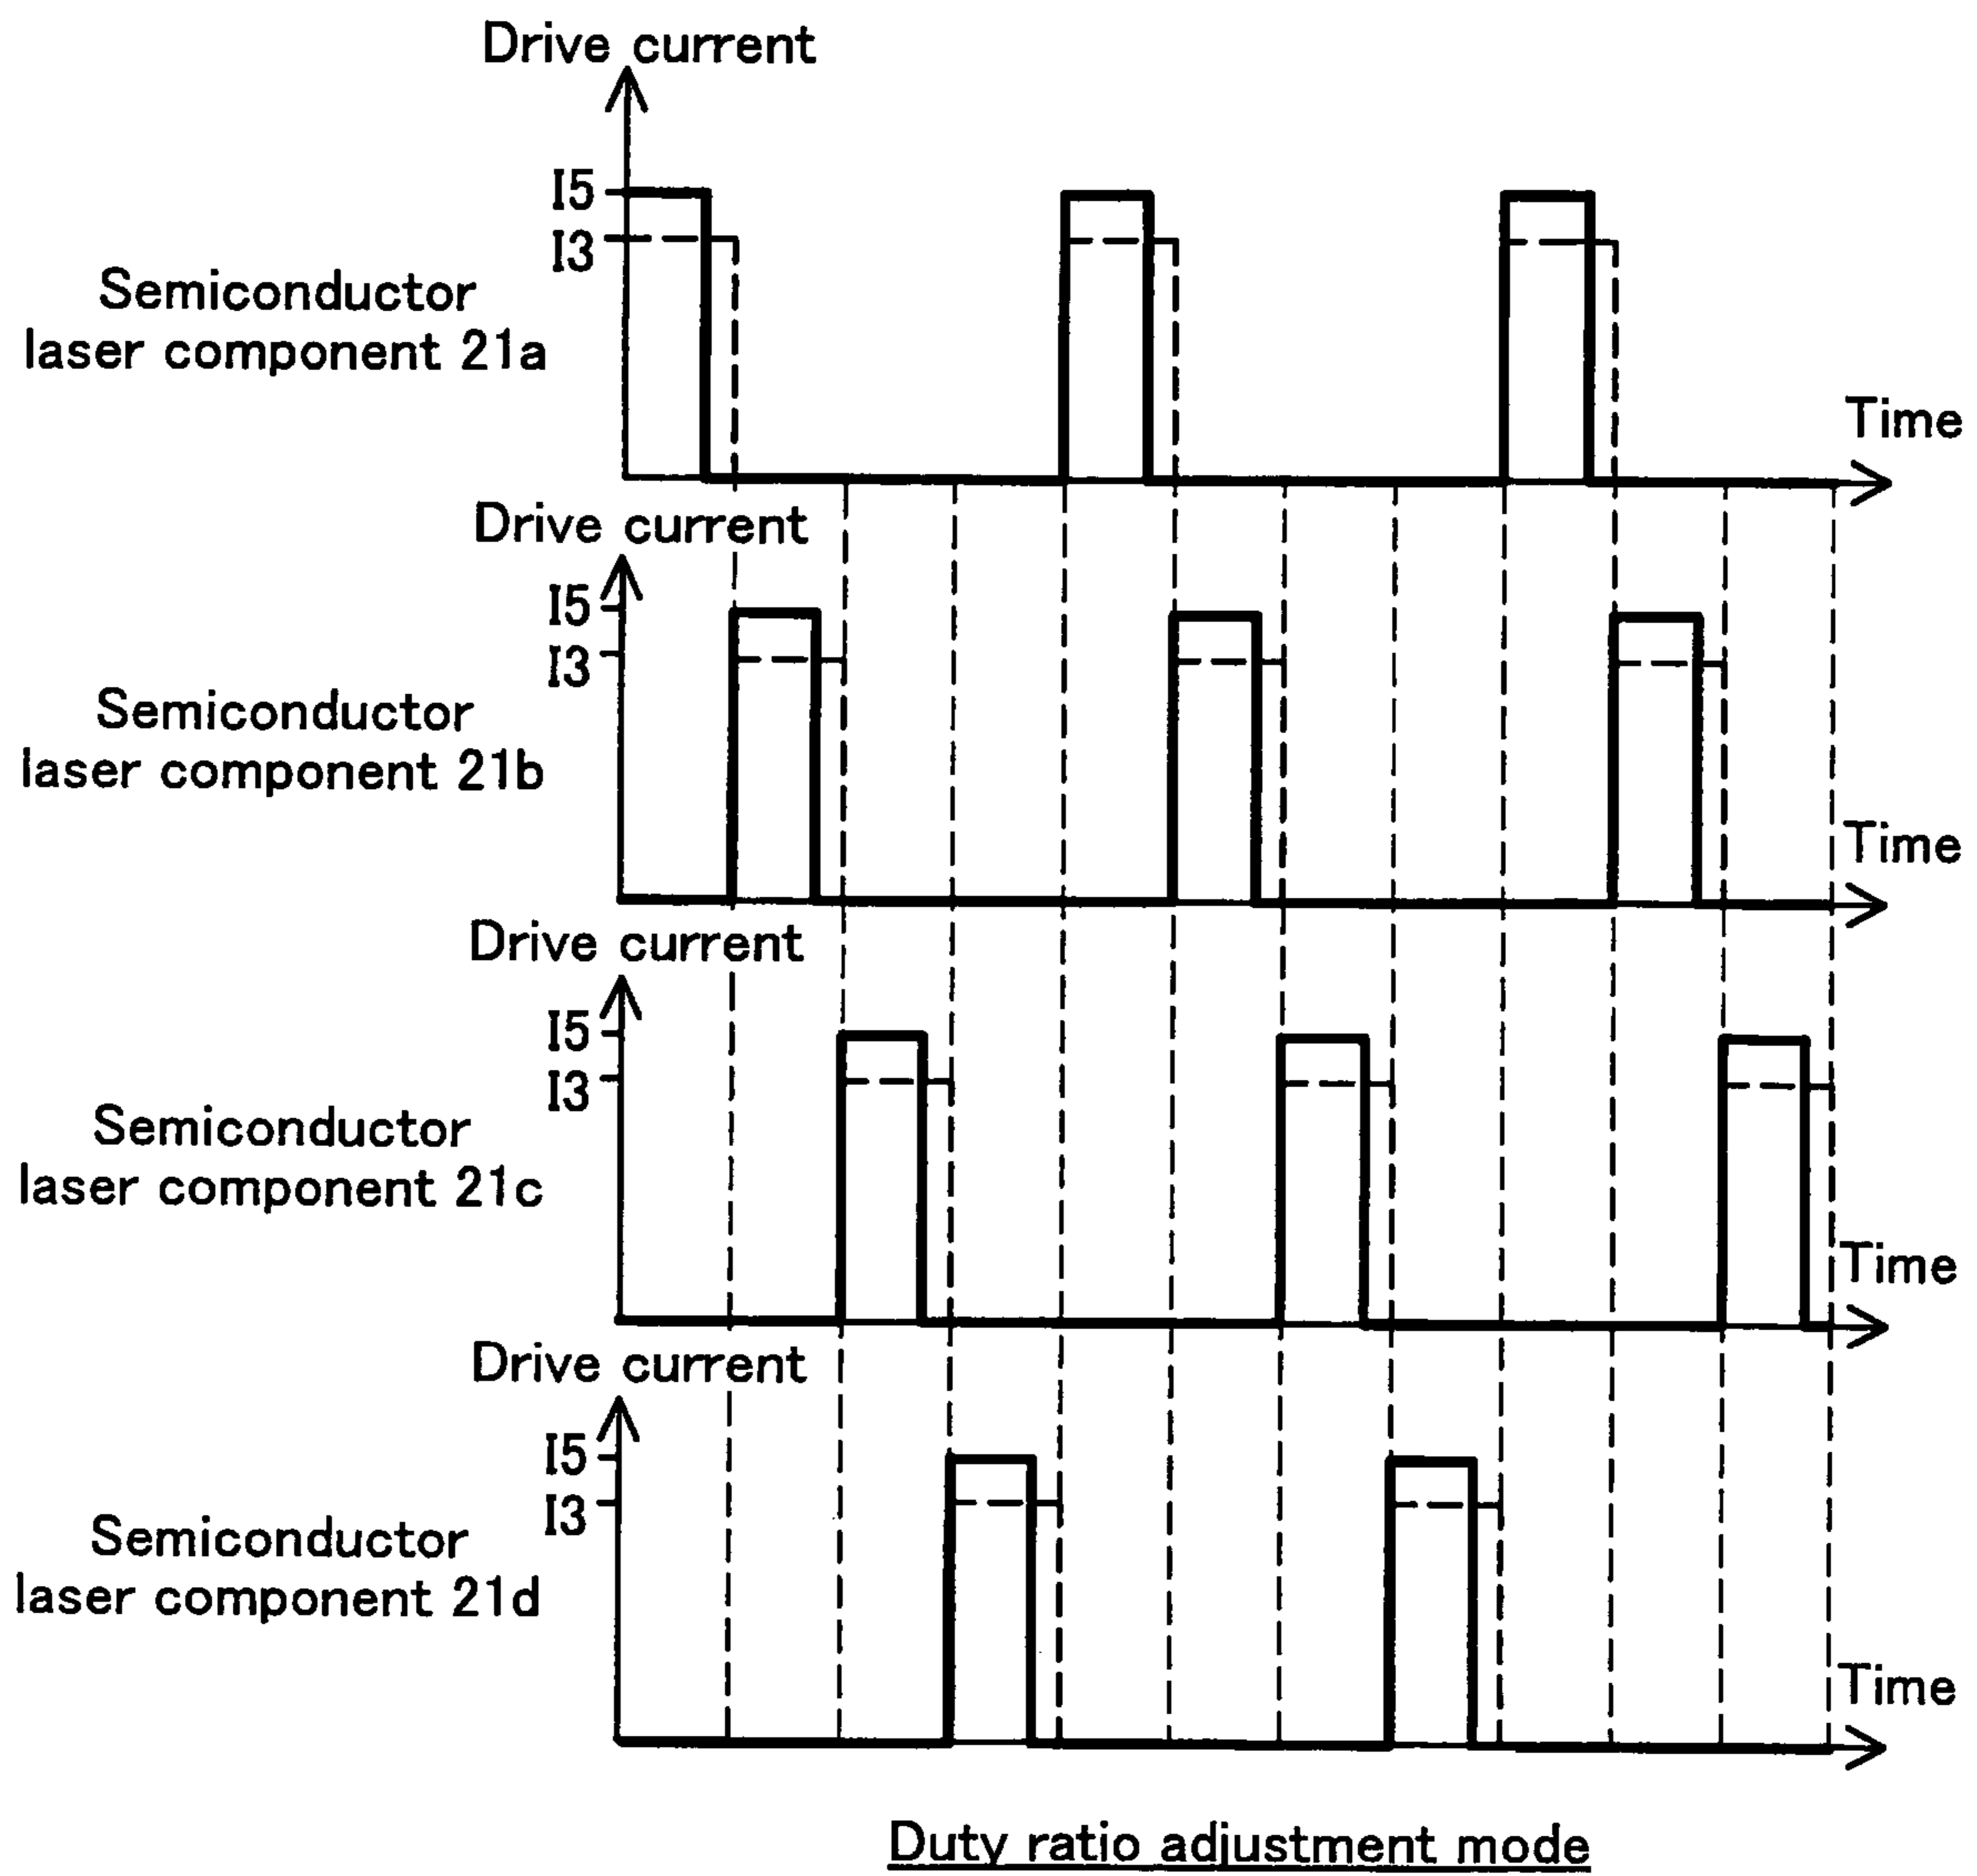 Drive current
I5
I3
Semiconductor
laser component 21a
Time
Drive current
I5
I3
Semiconductor
laser component 21b
Time
Drive current
I5
I3
Semiconductor
laser component 21c
Time
Drive current
I5
I3
Semiconductor
laser component 21d
Time
Duty ratio adjustment mode